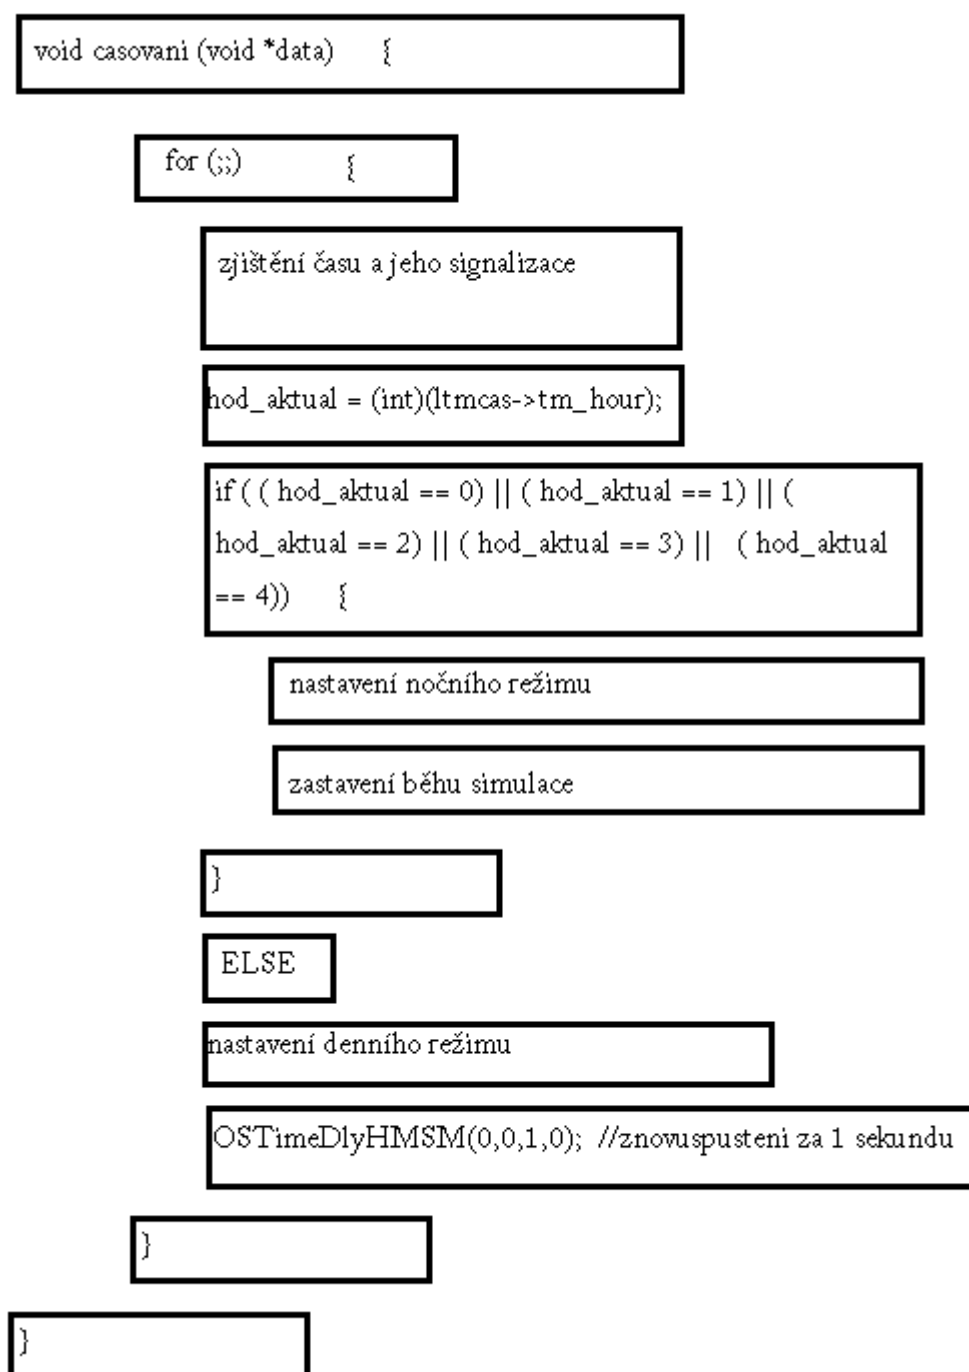 void casovani (void *data) {
for (;;) {
zjištění času a jeho signalizace
hod_aktual = (int)(ltmcas->tm_hour);
if ( ( hod_aktual == 0) || ( hod_aktual == 1) || (
hod_aktual == 2) || ( hod_aktual == 3) || ( hod_aktual
== 4)) {
nastavení nočního režimu
zastavení běhu simulace
}
ELSE
nastavení denního režimu
OSTimeDlyHMSM(0,0,1,0); //znovuspusteni za 1 sekundu
}
}